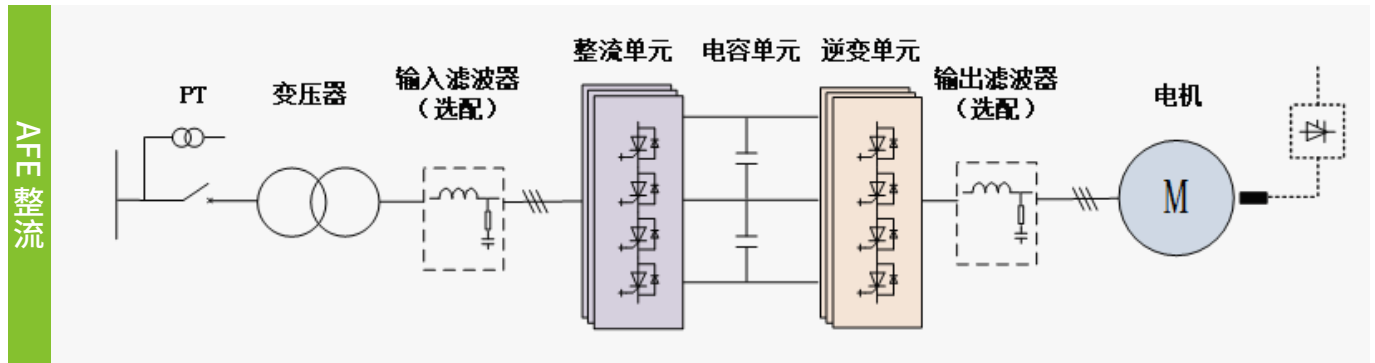 AFE 整流
PT
变压器
输入滤波器
（选配）
整流单元
电容单元
逆变单元
输出滤波器
（选配）
电机
M